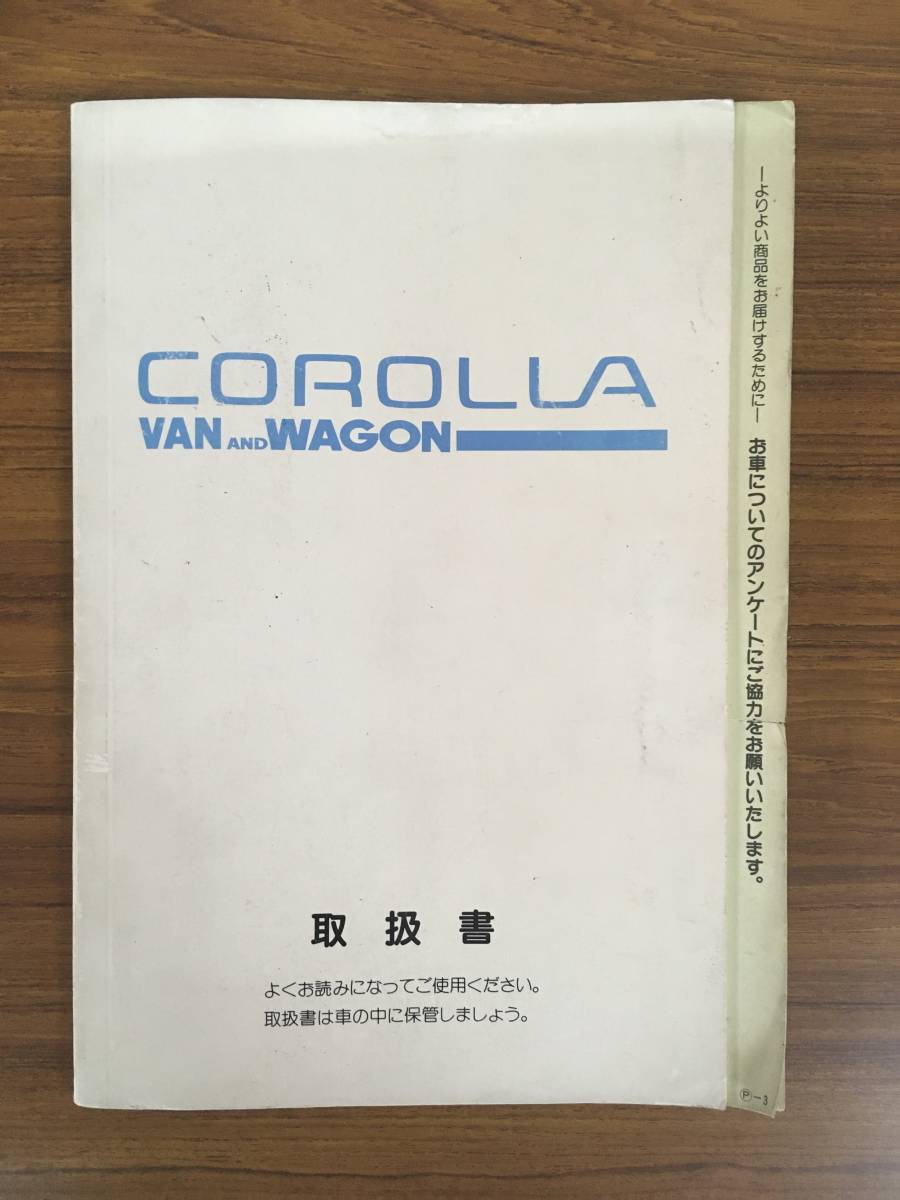 COROLLA
VAN AND WAGON
取扱書
よくお読みになってご使用ください。
取扱書は車の中に保管しましょう。
―よりよい商品をお届けするために― お車についてのアンケートにご協力をお願いいたします。
Ⓟ―3